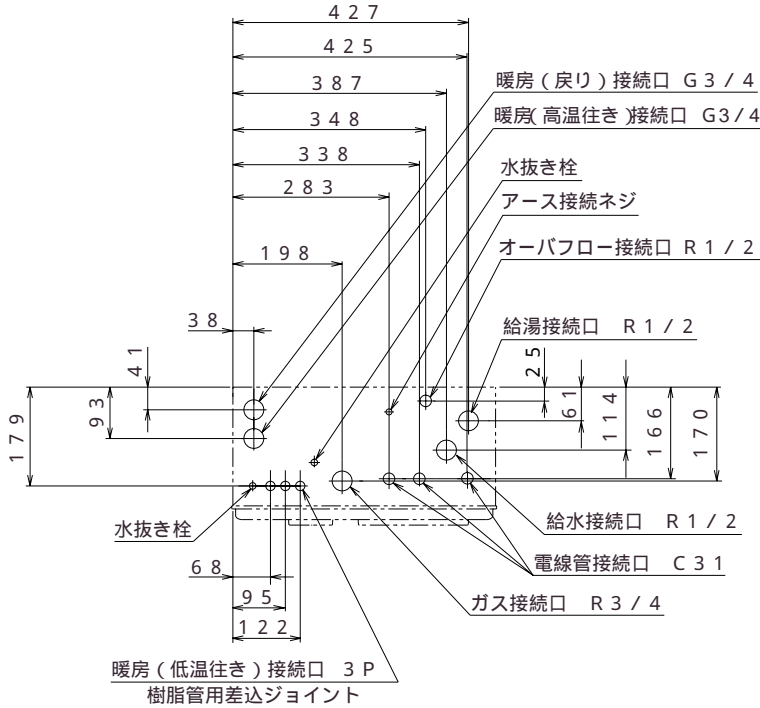 427
425
387
暖房(戻り)接続口 G3/4
348
暖房(高温往き)接続口 G3/4
338
水抜き栓
283
アース接続ネジ
オーバフロー接続口 R1/2
198
38
給湯接続口 R1/2
41
93
179
25
61
114
166
170
水抜き栓
給水接続口 R1/2
68
電線管接続口 C31
95
ガス接続口 R3/4
122
暖房(低温往き)接続口 3P
樹脂管用差込ジョイント